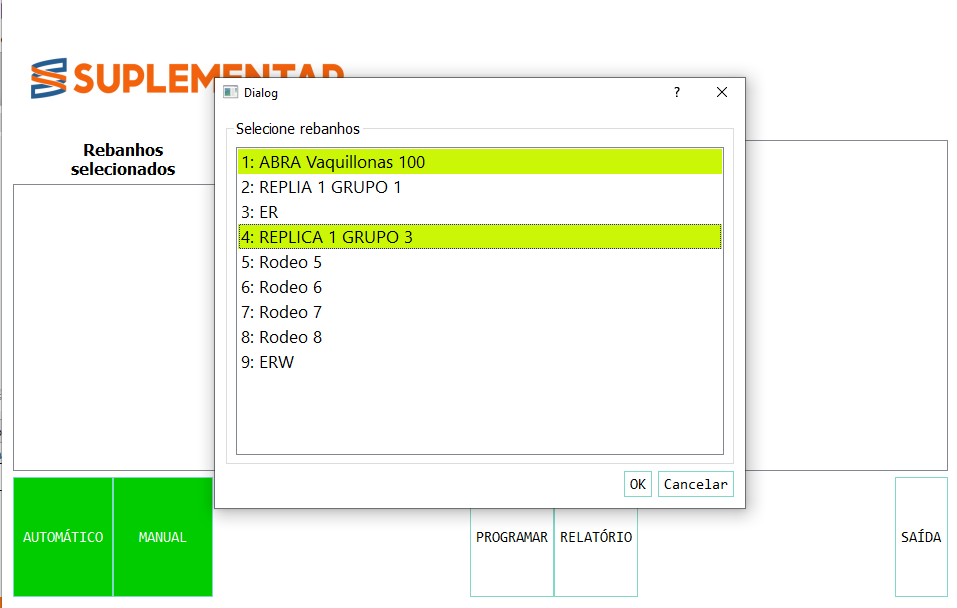 SUPLEMENTAR
Rebanhos
selecionados
Dialog
?
Selecione rebanhos
1: ABRA Vaquillonas 100
2: REPLIA 1 GRUPO 1
3: ER
4: REPLICA 1 GRUPO 3
5: Rodeo 5
6: Rodeo 6
7: Rodeo 7
8: Rodeo 8
9: ERW
OK
Cancelar
AUTOMÁTICO
MANUAL
PROGRAMAR
RELATÓRIO
SAÍDA